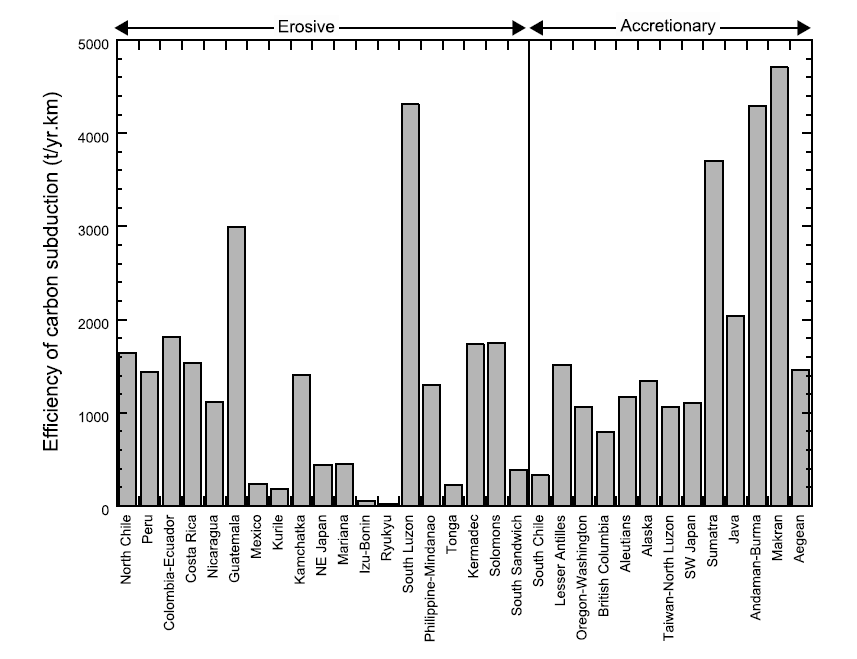 Erosive
Accretionary
Efficiency of carbon subduction (t/yr.km)
5000
4000
3000
2000
1000
0
North Chile
Peru
Colombia-Ecuador
Costa Rica
Nicaragua
Guatemala
Mexico
Kurile
Kamchatka
NE Japan
Mariana
Izu-Bonin
Ryukyu
South Luzon
Philippine-Mindanao
Tonga
Kermadec
Solomons
South Sandwich
South Chile
Lesser Antilles
Oregon-Washington
British Columbia
Aleutians
Alaska
Taiwan-North Luzon
SW Japan
Sumatra
Java
Andaman-Burma
Makran
Aegean